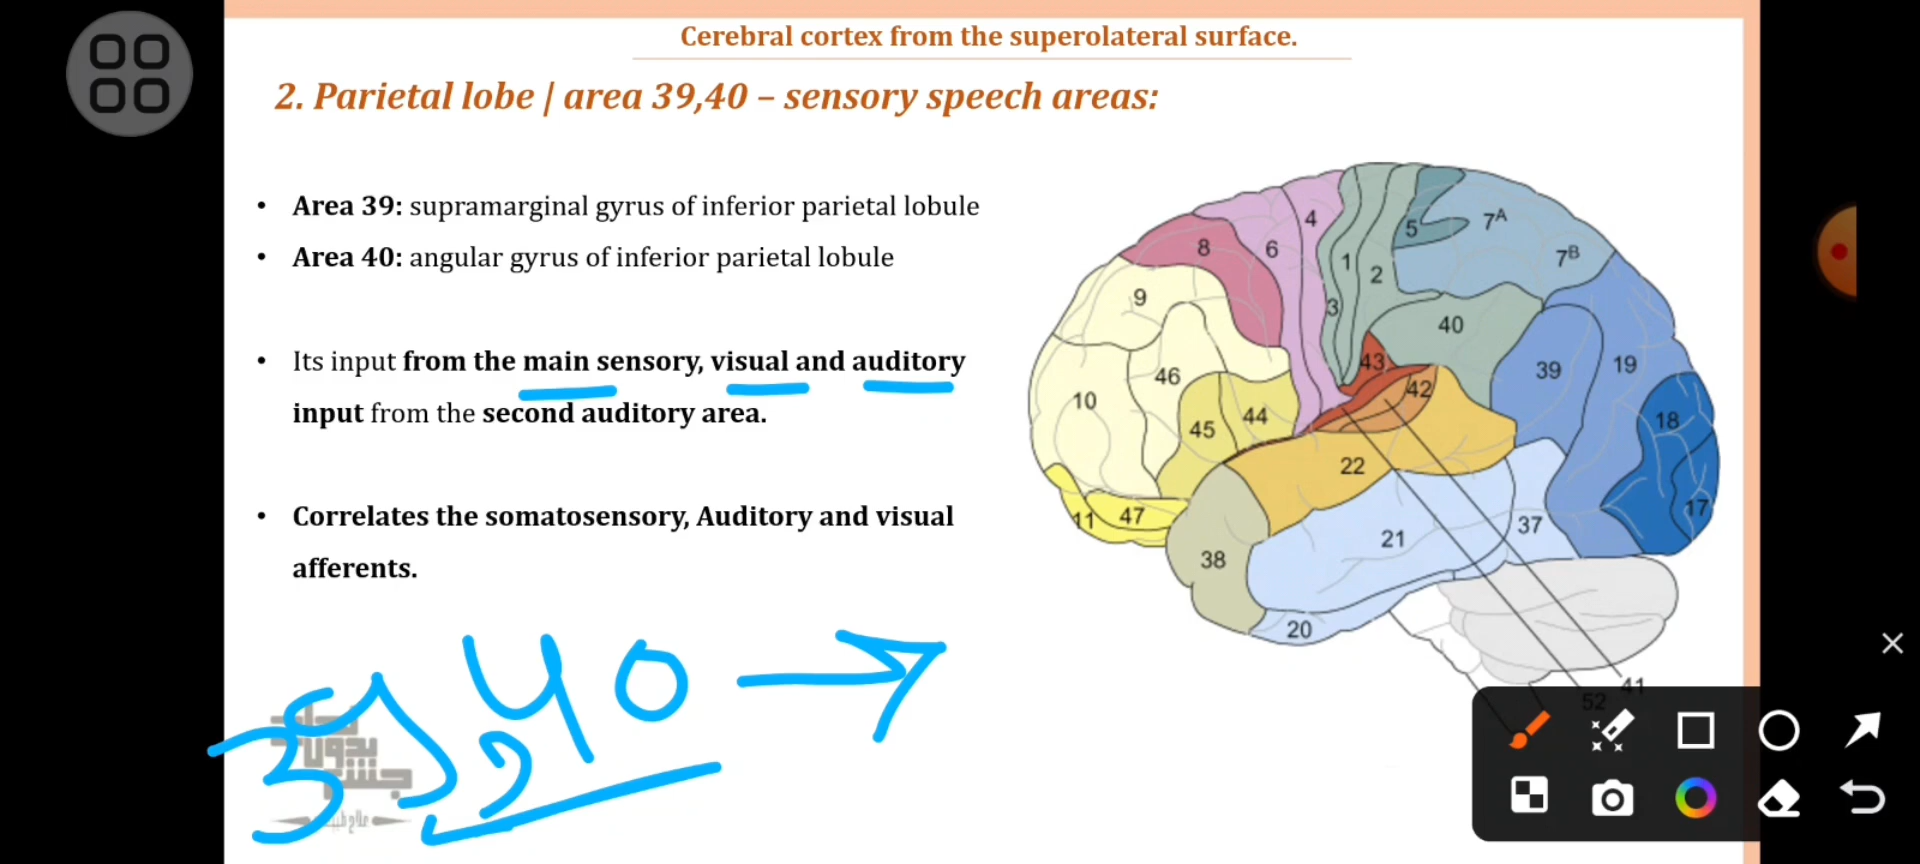 Cerebral cortex from the superolateral surface.
2. Parietal lobe | area 39,40 – sensory speech areas:
• Area 39: supramarginal gyrus of inferior parietal lobule
• Area 40: angular gyrus of inferior parietal lobule
• Its input from the main sensory, visual and auditory
input from the second auditory area.
• Correlates the somatosensory, Auditory and visual
afferents.
39, 40
4
5
7A
8
6
7B
1
2
9
3
40
43
39
19
46
42
10
44
18
45
22
17
11
47
37
21
38
20
41
52